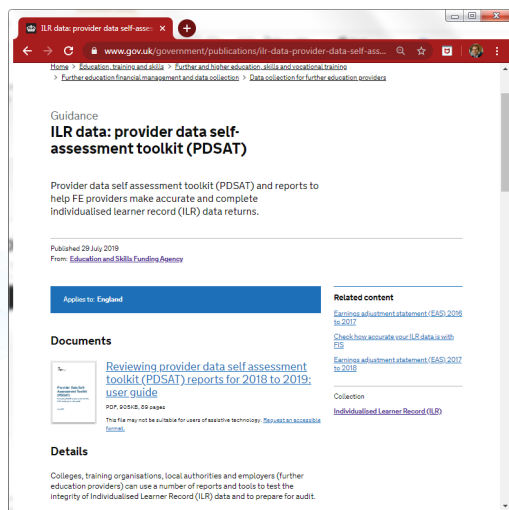 ILR data: provider data self-asses
www.gov.uk/government/publications/ilr-data-provider-data-self-ass...
Home > Education, training and skills > Further and higher education, skills and vocational training
> Further education financial management and data collection > Data collection for further education providers
Guidance
ILR data: provider data self-
assessment toolkit (PDSAT)
Provider data self assessment toolkit (PDSAT) and reports to
help FE providers make accurate and complete
individualised learner record (ILR) data returns.
Published 29 July 2019
From: Education and Skills Funding Agency
Applies to: England
Related content
Earnings adjustment statement (EAS) 2016
to 2017
Check how accurate your ILR data is with
FIS
Earnings adjustment statement (EAS) 2017
to 2018
Collection
Individualised Learner Record (ILR)
Documents
Reviewing provider data self assessment
toolkit (PDSAT) reports for 2018 to 2019:
user guide
PDF, 905KB, 69 pages
This file may not be suitable for users of assistive technology. Request an accessible
format.
Details
Colleges, training organisations, local authorities and employers (further
education providers) can use a number of reports and tools to test the
integrity of Individualised Learner Record (ILR) data and to prepare for audit.